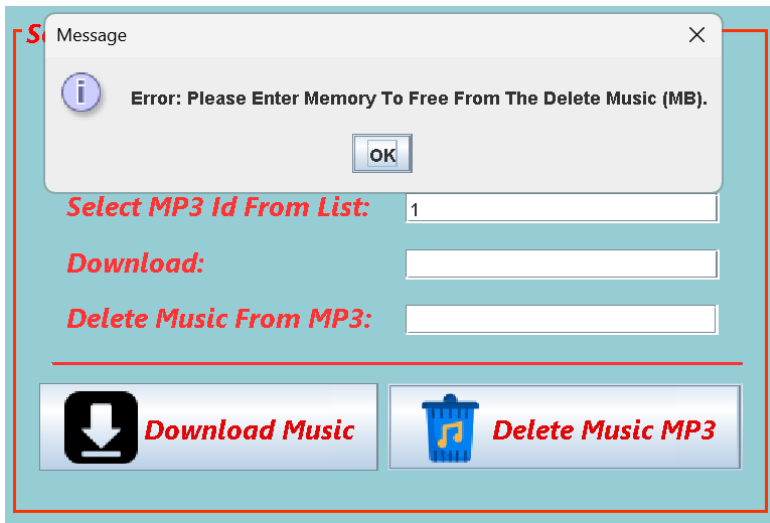 Message
Error: Please Enter Memory To Free From The Delete Music (MB).
OK
Select MP3 Id From List:
1
Download:
Delete Music From MP3:
Download Music
Delete Music MP3